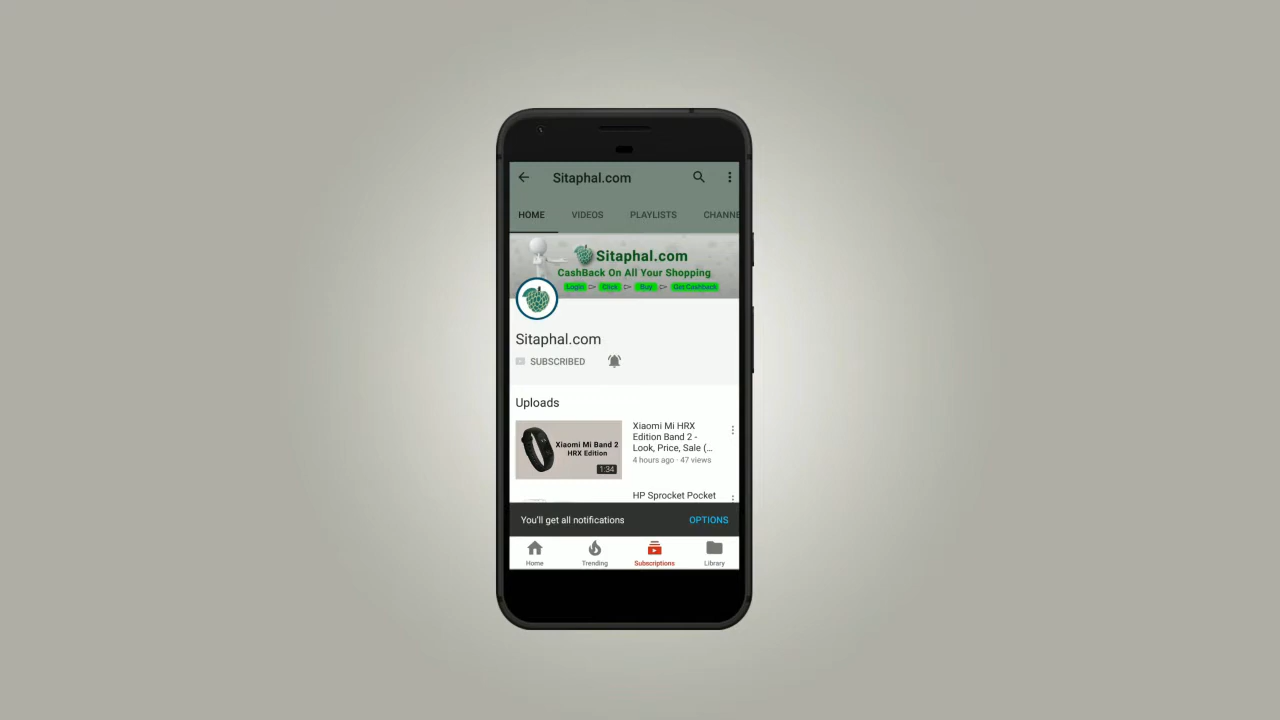 Sitaphal.com
HOME VIDEOS PLAYLISTS CHANNE
Sitaphal.com
CashBack On All Your Shopping
Login Click Buy Get Cashback
Sitaphal.com
SUBSCRIBED
Uploads
Xiaomi Mi Band 2
HRX Edition
1:34
Xiaomi Mi HRX
Edition Band 2 -
Look, Price, Sale (...
4 hours ago · 47 views
HP Sprocket Pocket
You'll get all notifications OPTIONS
Home Trending Subscriptions Library